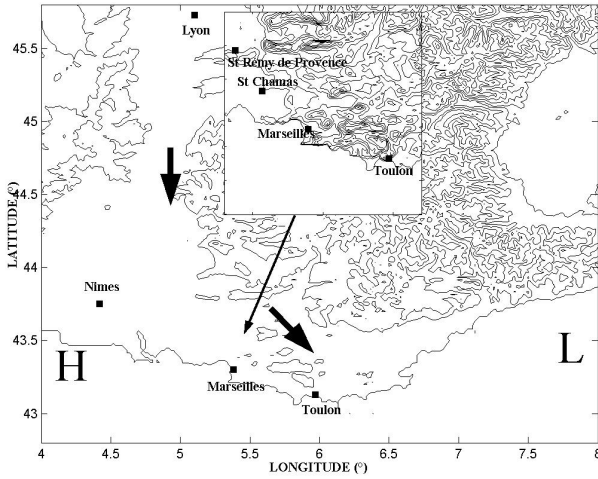 45.5
45
44.5
44
43.5
43
LATITUDE (°)
Lyon
St Remy de Provence
St Chamas
Marseilles
Toulon
Nimes
H
L
Marseilles
Toulon
4
4.5
5
5.5
6
6.5
7
7.5
8
LONGITUDE (°)